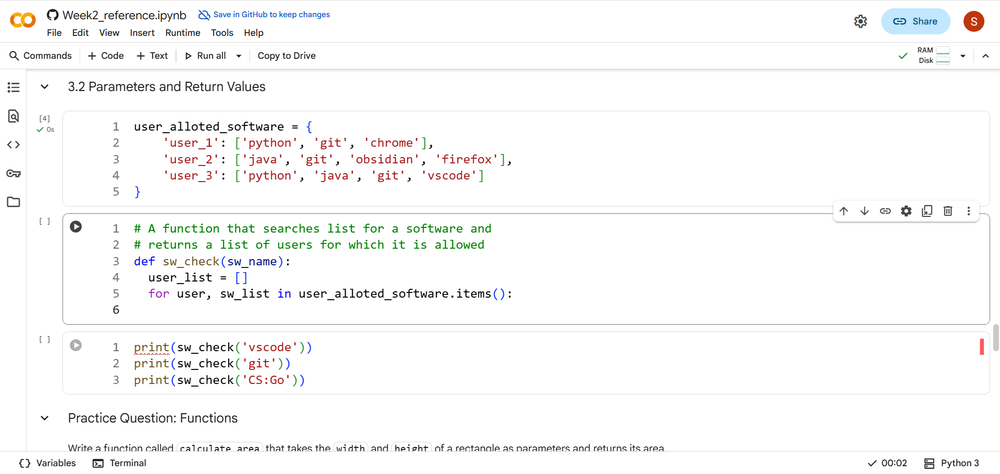 Week2_reference.ipynb Save in GitHub to keep changes
Share S
File Edit View Insert Runtime Tools Help
Commands + Code + Text Run all Copy to Drive
RAM
Disk
3.2 Parameters and Return Values
[4]
0s
1 user_alloted_software = {
2     'user_1': ['python', 'git', 'chrome'],
3     'user_2': ['java', 'git', 'obsidian', 'firefox'],
4     'user_3': ['python', 'java', 'git', 'vscode']
5 }
[ ]
1 # A function that searches list for a software and
2 # returns a list of users for which it is allowed
3 def sw_check(sw_name):
4   user_list = []
5   for user, sw_list in user_alloted_software.items():
6
[ ]
1 print(sw_check('vscode'))
2 print(sw_check('git'))
3 print(sw_check('CS:Go'))
Practice Question: Functions
Write a function called calculate_area that takes the width and height of a rectangle as parameters and returns its area.
{} Variables Terminal 00:02 Python 3